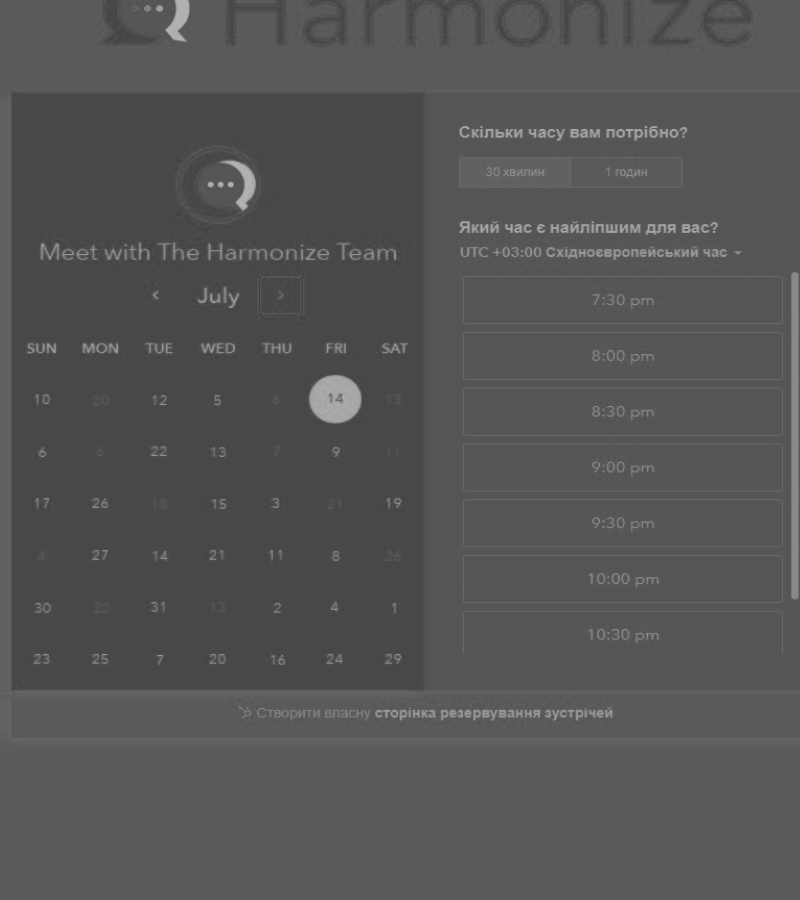 Harmonize
Meet with The Harmonize Team
July
SUN MON TUE WED THU FRI SAT
10 20 12 5 6 14 13
6 6 22 13 7 9 11
17 26 18 15 3 21 19
4 27 14 21 11 8 26
30 22 31 13 2 4 1
23 25 7 20 16 24 29
Скільки часу вам потрібно?
30 хвилин 1 годин
Який час є найліпшим для вас?
UTC +03:00 Східноєвропейський час
7:30 pm
8:00 pm
8:30 pm
9:00 pm
9:30 pm
10:00 pm
10:30 pm
Створити власну сторінка резервування зустрічей